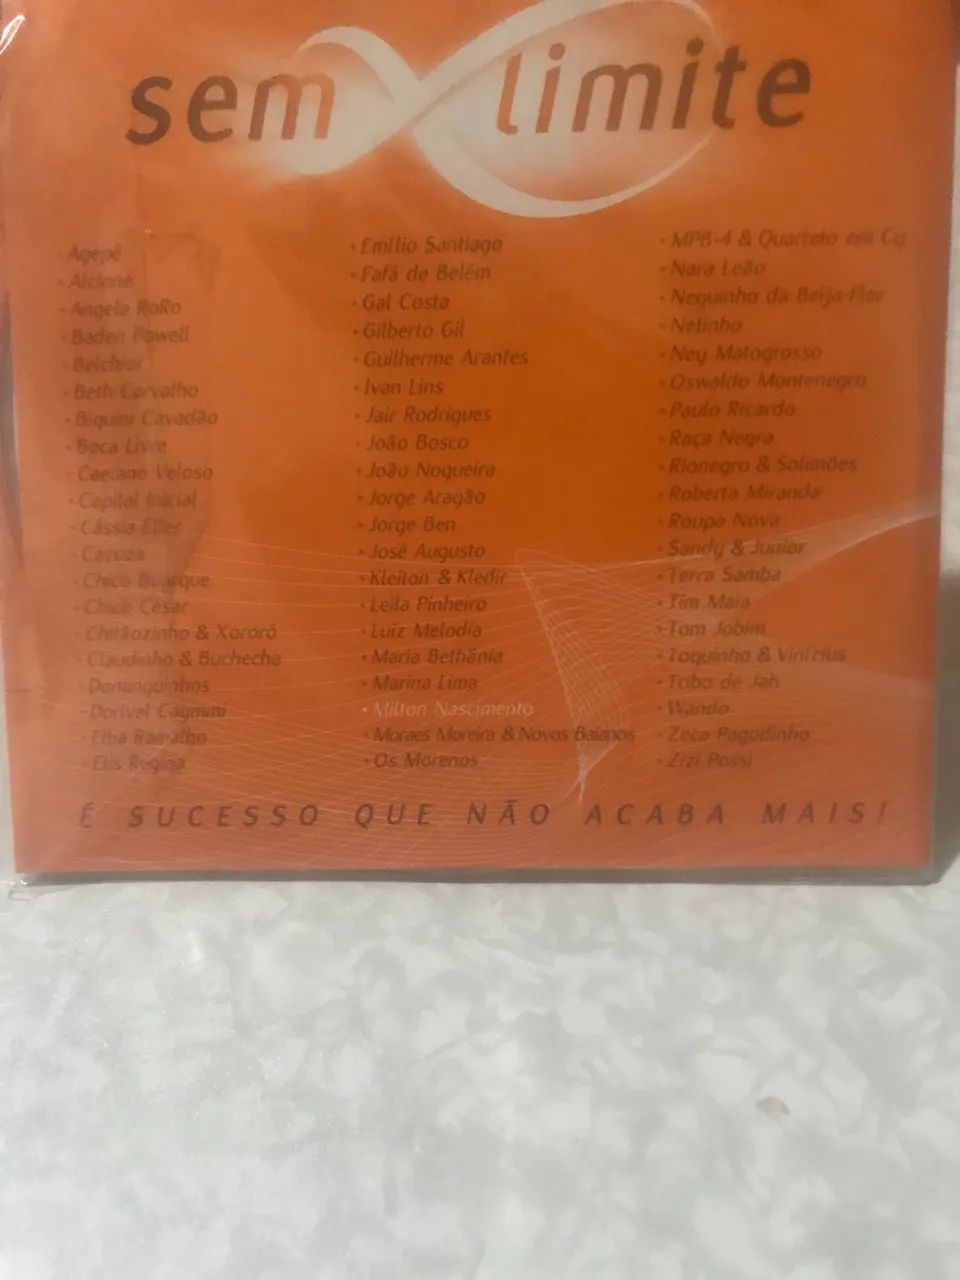 sem limite
• Agepê
• Alcione
• Angela RoRo
• Baden Powell
• Belchior
• Beth Carvalho
• Biquini Cavadão
• Boca Livre
• Caetano Veloso
• Capital Inicial
• Cássia Eller
• Cazuza
• Chico Buarque
• Chico César
• Chitãozinho & Xororó
• Claudinho & Buchecha
• Dominguinhos
• Dorival Caymmi
• Elba Ramalho
• Elis Regina
• Emílio Santiago
• Fafá de Belém
• Gal Costa
• Gilberto Gil
• Guilherme Arantes
• Ivan Lins
• Jair Rodrigues
• João Bosco
• João Nogueira
• Jorge Aragão
• Jorge Ben
• José Augusto
• Kleiton & Kledir
• Leila Pinheiro
• Luiz Melodia
• Maria Bethânia
• Marina Lima
• Milton Nascimento
• Moraes Moreira & Novos Baianos
• Os Morenos
• MPB-4 & Quarteto em Cy
• Nara Leão
• Neguinho da Beija Flor
• Netinho
• Ney Matogrosso
• Oswaldo Montenegro
• Paulo Ricardo
• Raça Negra
• Rionegro & Solimões
• Roberta Miranda
• Roupa Nova
• Sandy & Junior
• Terra Samba
• Tim Maia
• Tom Jobim
• Toquinho & Vinícius
• Tribo de Jah
• Wando
• Zeca Pagodinho
• Zizi Possi
É SUCESSO QUE NÃO ACABA MAIS!